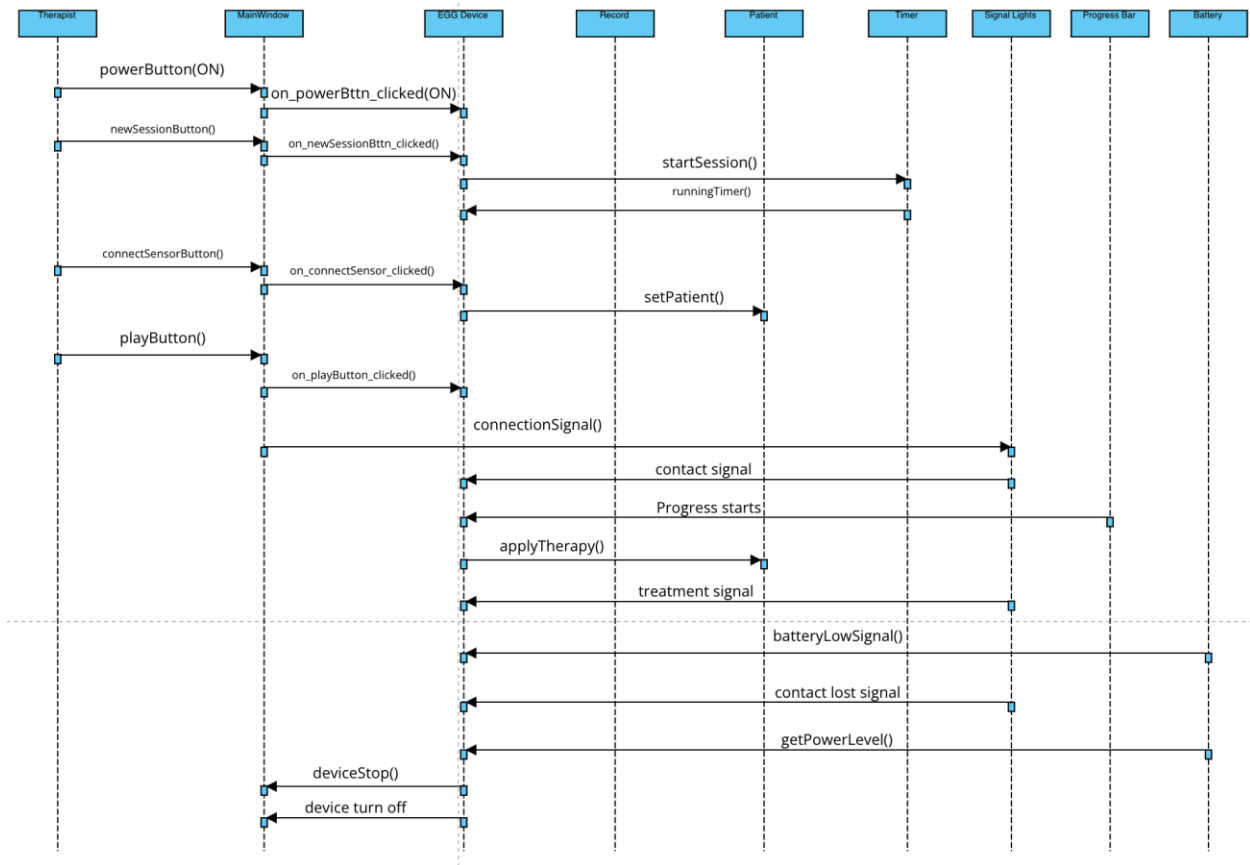 Therapist
MainWindow
EGG Device
Record
Patient
Timer
Signal Lights
Progress Bar
Battery
powerButton(ON)
on_powerBttn_clicked(ON)
newSessionButton()
on_newSessionBttn_clicked()
startSession()
runningTimer()
connectSensorButton()
on_connectSensor_clicked()
setPatient()
playButton()
on_playButton_clicked()
connectionSignal()
contact signal
Progress starts
applyTherapy()
treatment signal
batteryLowSignal()
contact lost signal
getPowerLevel()
deviceStop()
device turn off